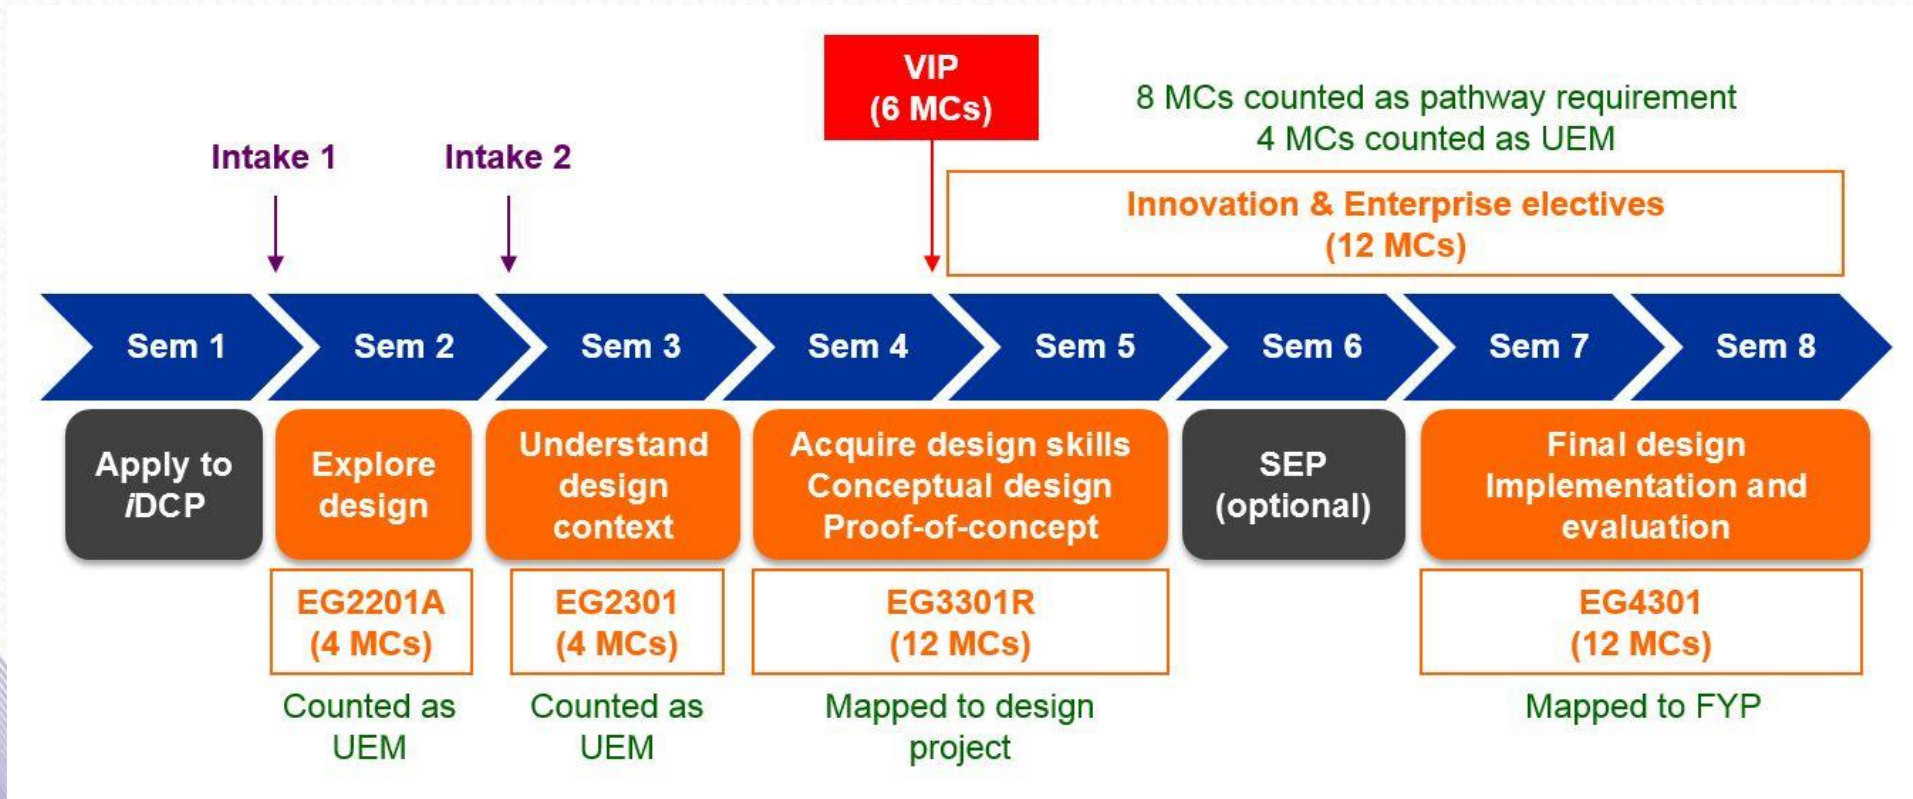 VIP
(6 MCs)
8 MCs counted as pathway requirement
4 MCs counted as UEM
Intake 1
Intake 2
Innovation & Enterprise electives
(12 MCs)
Sem 1
Sem 2
Sem 3
Sem 4
Sem 5
Sem 6
Sem 7
Sem 8
Apply to
iDCP
Explore
design
Understand
design
context
Acquire design skills
Conceptual design
Proof-of-concept
SEP
(optional)
Final design
Implementation and
evaluation
EG2201A
(4 MCs)
EG2301
(4 MCs)
EG3301R
(12 MCs)
EG4301
(12 MCs)
Counted as
UEM
Counted as
UEM
Mapped to design
project
Mapped to FYP